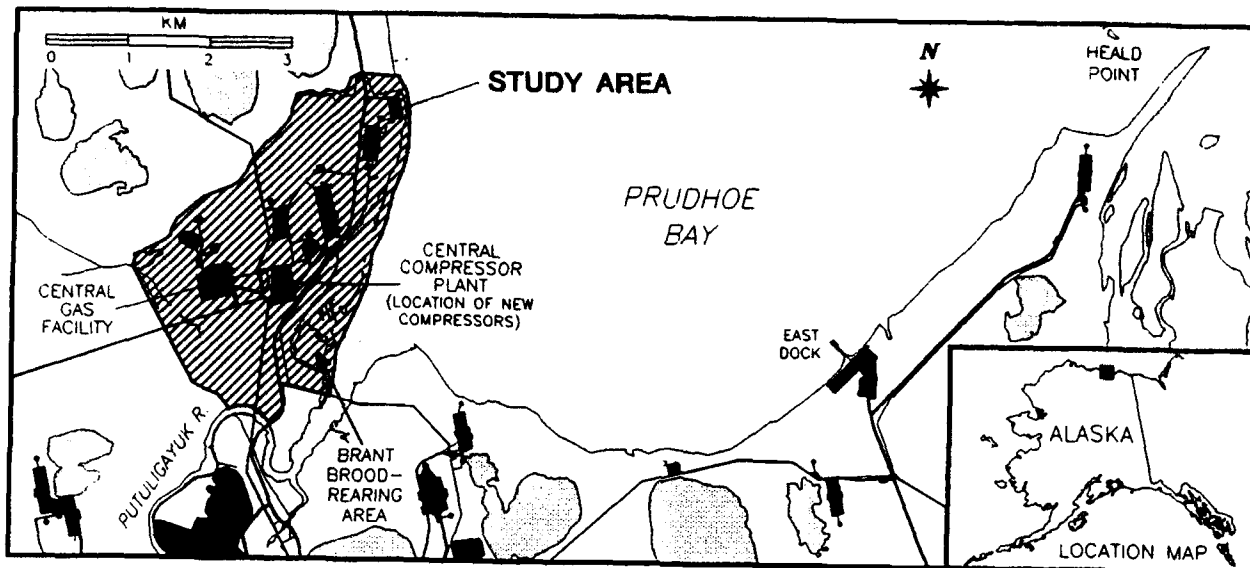 KM
0 1 2 3
STUDY AREA
N
HEALD
POINT
PRUDHOE
BAY
CENTRAL
GAS
FACILITY
CENTRAL
COMPRESSOR
PLANT
(LOCATION OF NEW
COMPRESSORS)
EAST
DOCK
PUTULIGAYUK R.
BRANT
BROOD-
REARING
AREA
ALASKA
LOCATION MAP